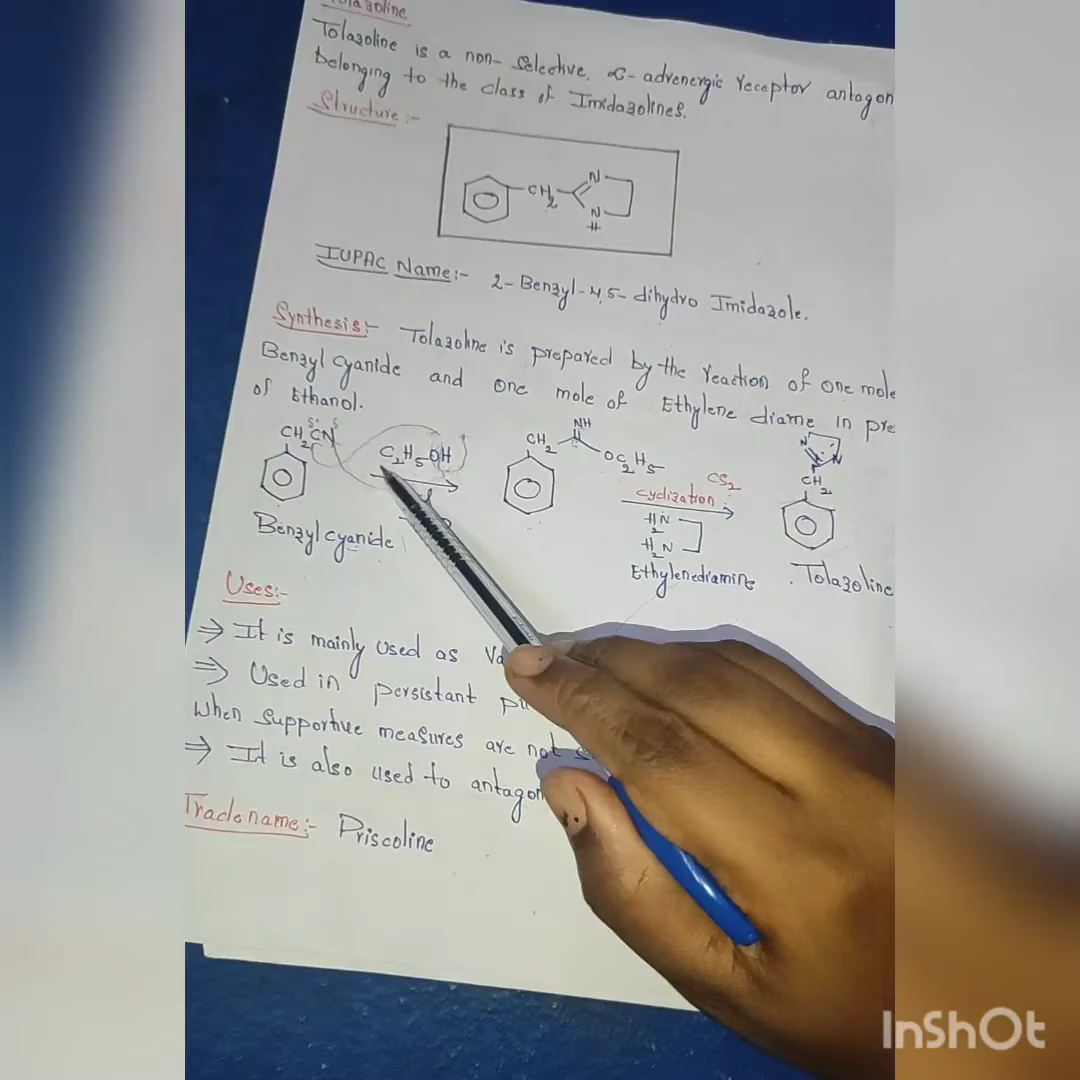 Tolazoline
Tolazoline is a non- Selective, α- adrenergic receptor antagon
belonging to the class of Imidazolines.
Structure:-
CH2 N
N
H
IUPAC Name:- 2-Benzyl-4,5-dihydro Imidazole.
Synthesis:- Tolazoline is prepared by the reaction of one mole
Benzyl cyanide and one mole of Ethylene diame in pre
of Ethanol.
CH2CN C2H5OH CH2 NH OC2H5 CS2 N N CH2
Cyclization
H2N
H2N
Benzyl cyanide Ethylenediamine Tolazoline
Uses:-
⇒ It is mainly used as
⇒ Used in persistant
When supportive measures are not
⇒ It is also used to antagon
Trade name:- Priscoline
InShOt